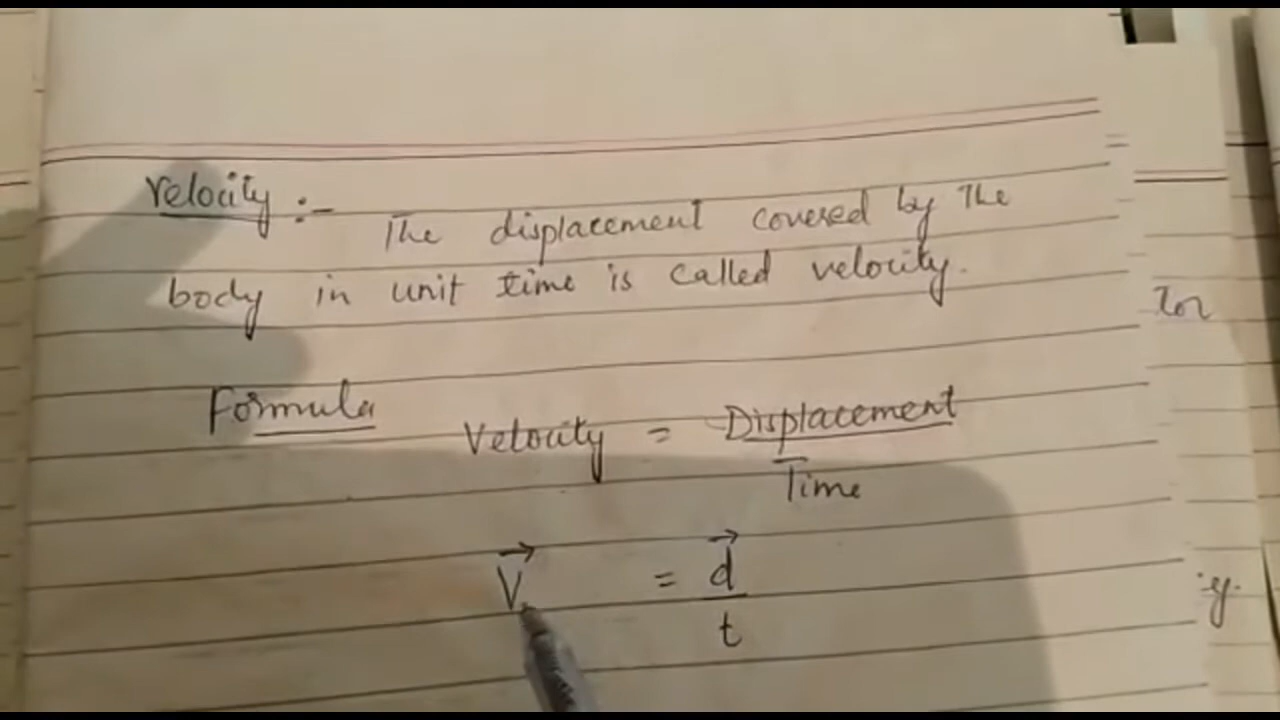 Velocity :- The displacement covered by The
body in unit time is called velocity.
Formula
Velocity = Displacement
Time
V⃗ = d⃗
t